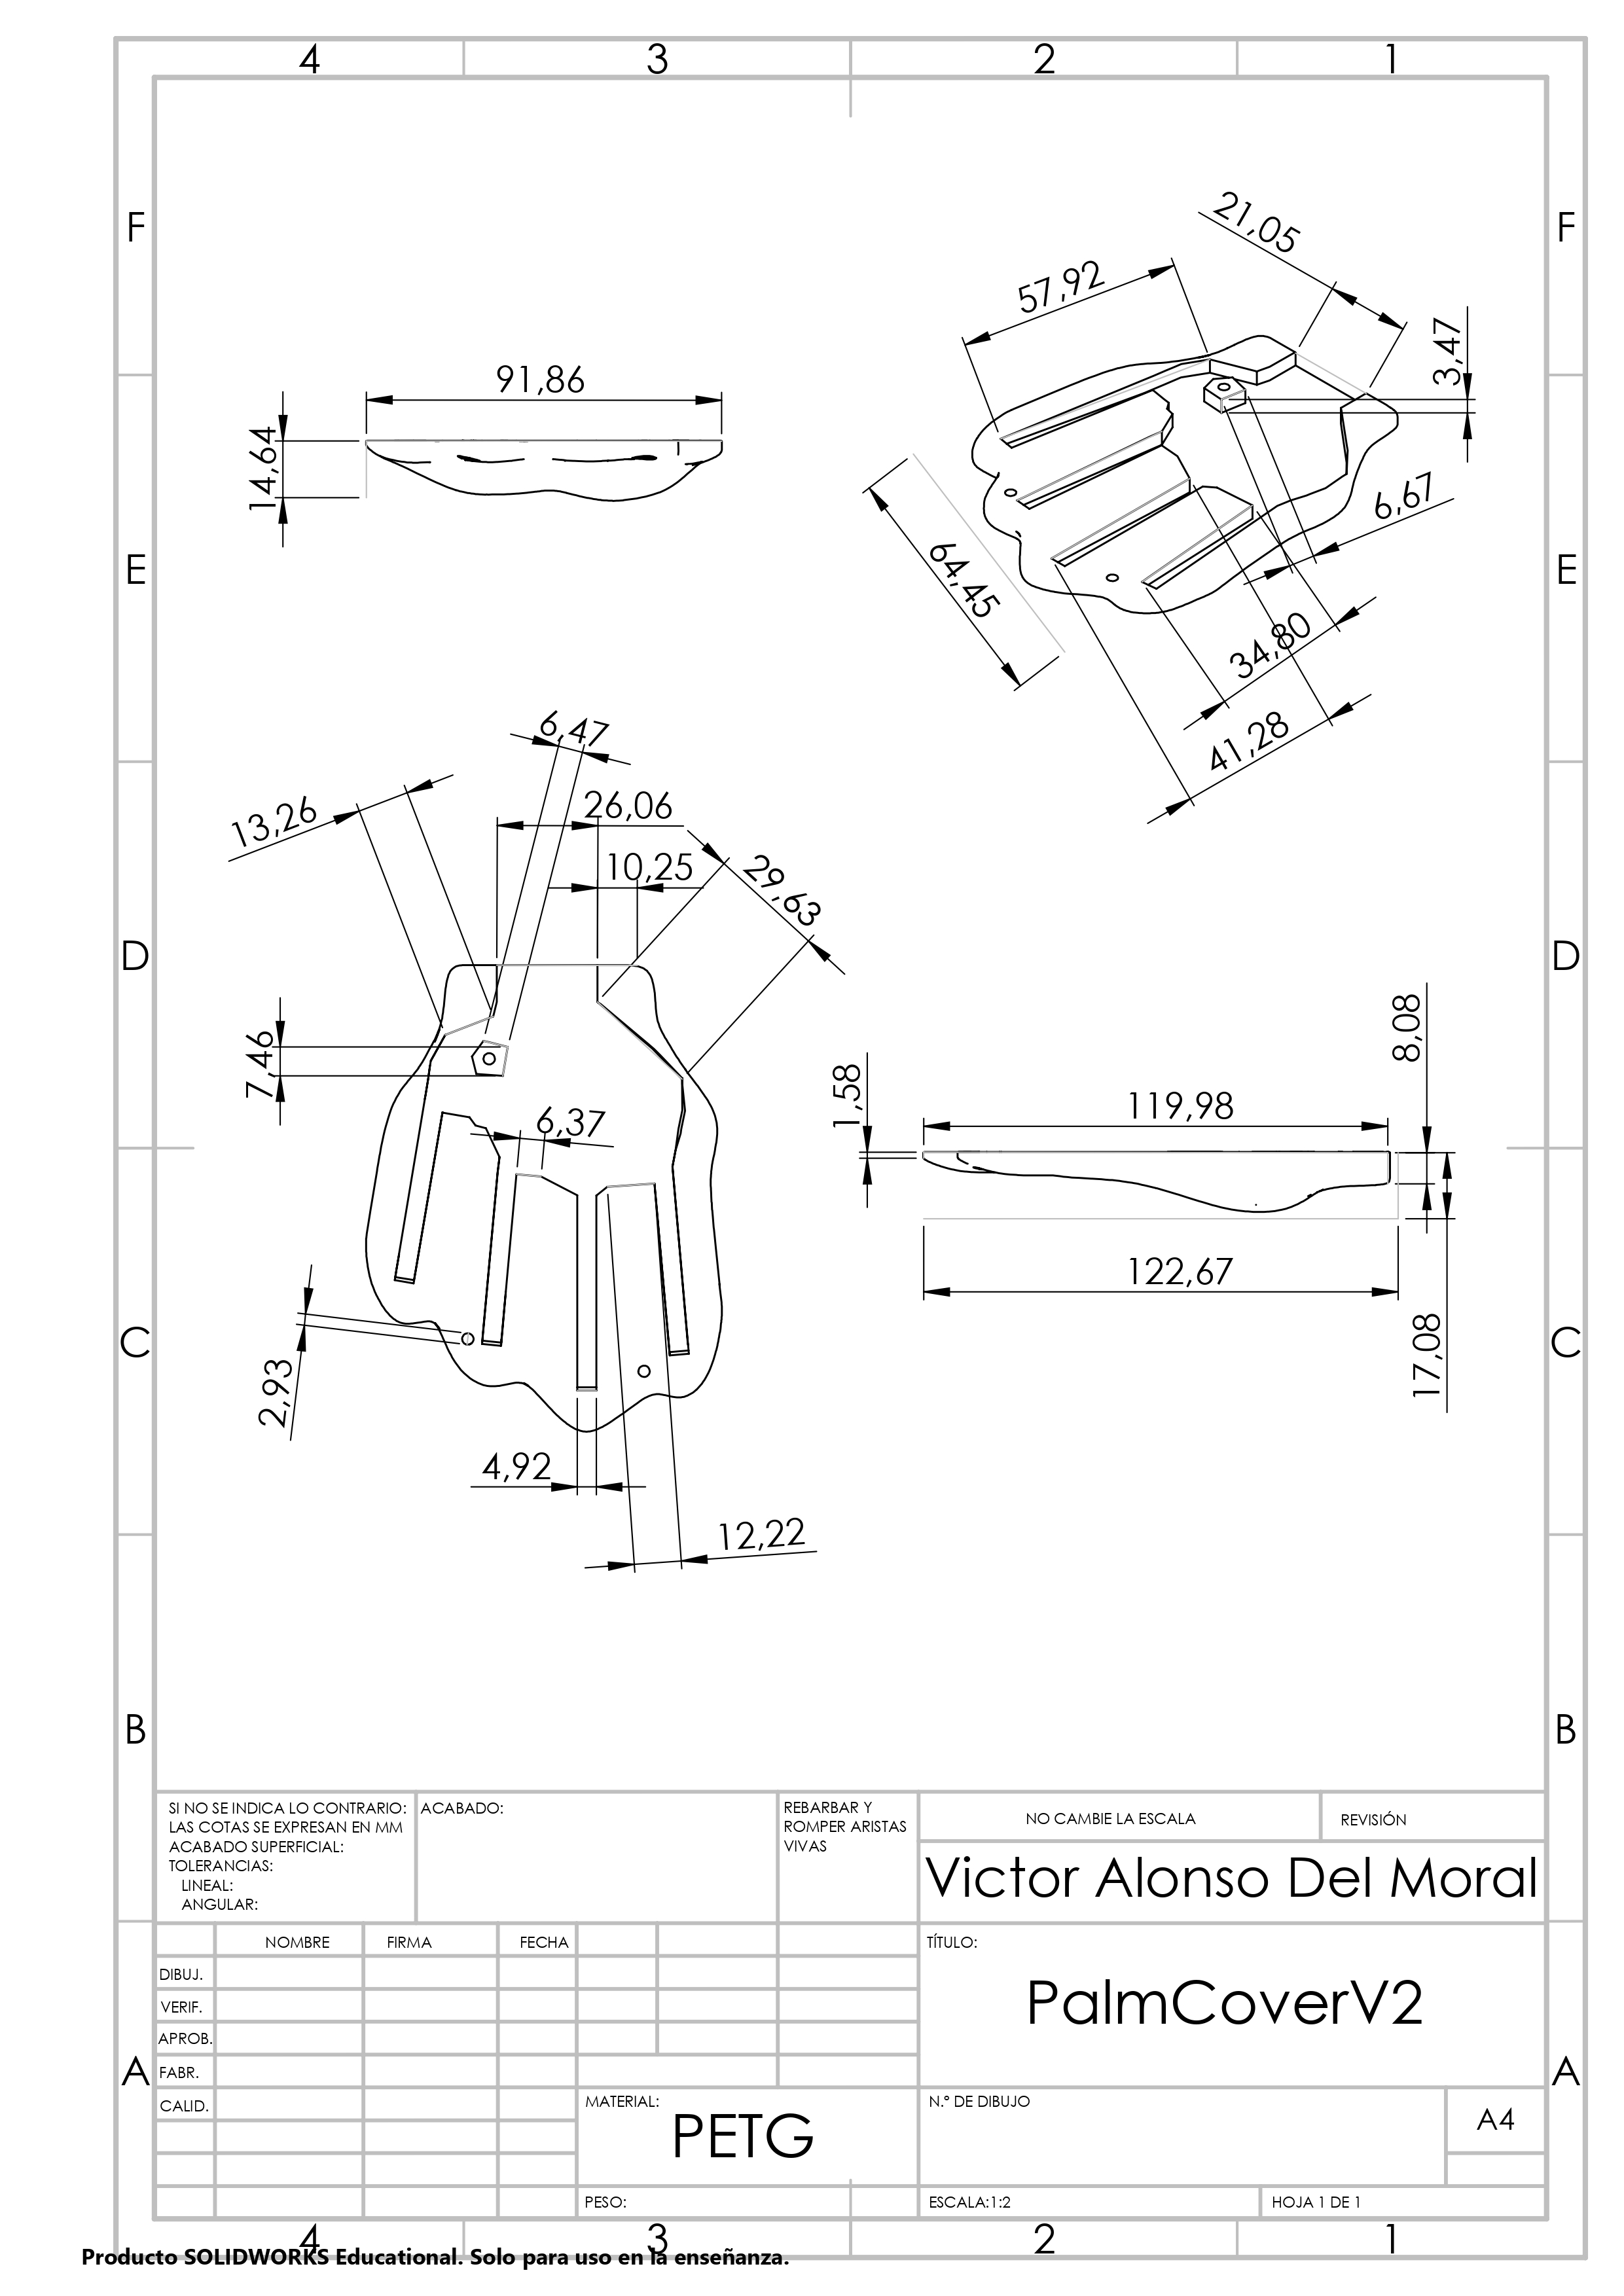 4 3 2 1
F F
21,05
57,92
3,47
91,86
14,64
6,67
E E
64,45
34,80
41,28
6,47
13,26
26,06
10,25
29,63
D D
7,46
8,08
1,58
119,98
6,37
122,67
C C
2,93
17,08
4,92
12,22
B B
SI NO SE INDICA LO CONTRARIO:
LAS COTAS SE EXPRESAN EN MM
ACABADO SUPERFICIAL:
TOLERANCIAS:
LINEAL:
ANGULAR:
ACABADO:
REBARBAR Y
ROMPER ARISTAS
VIVAS
NO CAMBIE LA ESCALA
REVISIÓN
Victor Alonso Del Moral
NOMBRE FIRMA FECHA
TÍTULO:
DIBUJ.
VERIF.
APROB.
FABR.
CALID.
PalmCoverV2
A A
MATERIAL:
PETG
N.º DE DIBUJO
A4
PESO:
ESCALA:1:2
HOJA 1 DE 1
4 3 2 1
Producto SOLIDWORKS Educational. Solo para uso en la enseñanza.